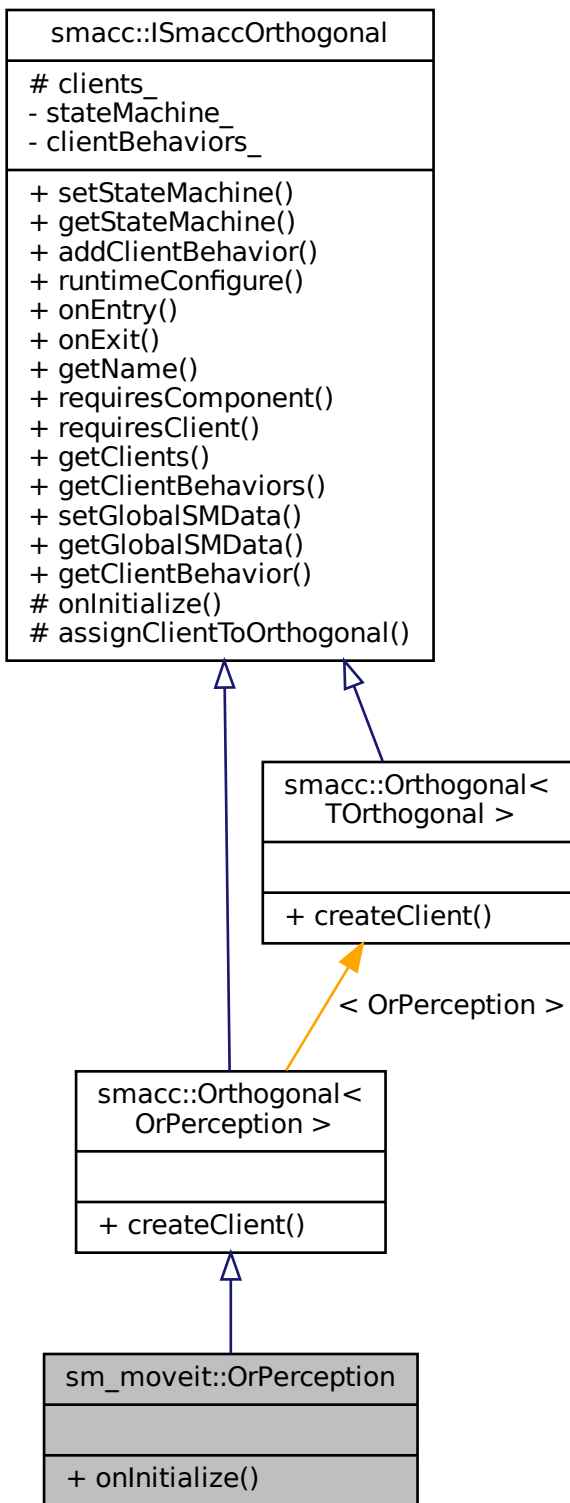 smacc::ISmaccOrthogonal
# clients_
- stateMachine_
- clientBehaviors_
+ setStateMachine()
+ getStateMachine()
+ addClientBehavior()
+ runtimeConfigure()
+ onEntry()
+ onExit()
+ getName()
+ requiresComponent()
+ requiresClient()
+ getClients()
+ getClientBehaviors()
+ setGlobalSMData()
+ getGlobalSMData()
+ getClientBehavior()
# onInitialize()
# assignClientToOrthogonal()
smacc::Orthogonal<
TOrthogonal >
+ createClient()
< OrPerception >
smacc::Orthogonal<
OrPerception >
+ createClient()
sm_moveit::OrPerception
+ onInitialize()